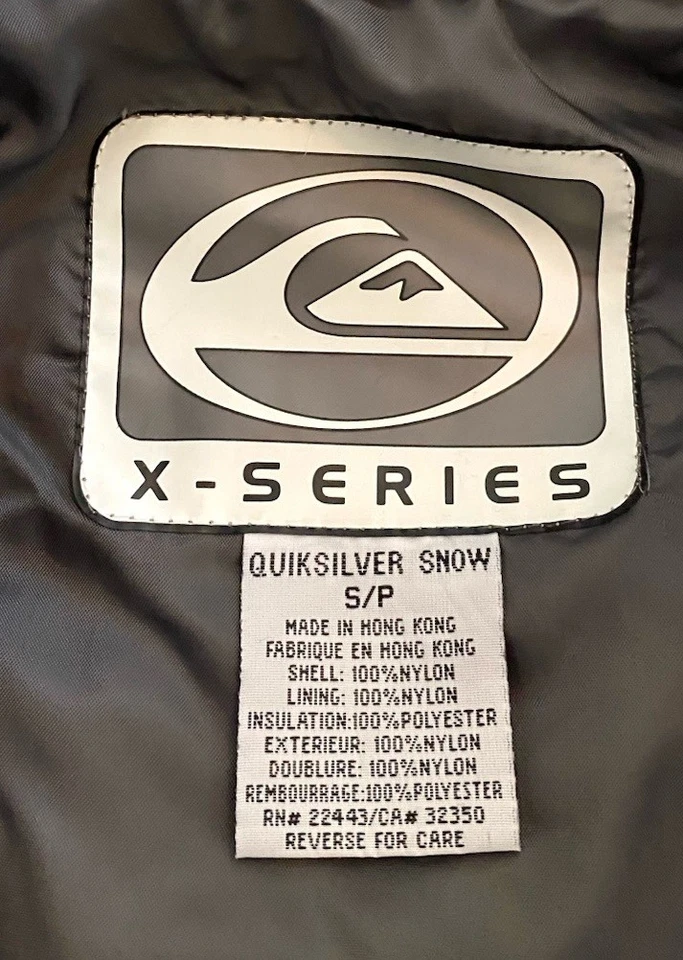 X-SERIES
QUIKSILVER SNOW
S/P
MADE IN HONG KONG
FABRIQUE EN HONG KONG
SHELL: 100%NYLON
LINING: 100%NYLON
INSULATION:100%POLYESTER
EXTERIEUR: 100%NYLON
DOUBLURE: 100%NYLON
REMBOURRAGE:100%POLYESTER
RN# 22443/CA# 32350
REVERSE FOR CARE